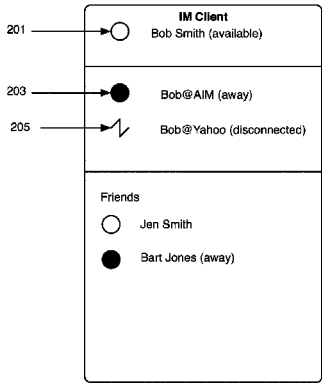 IM Client
201
Bob Smith (available)
203
Bob@AIM (away)
205
Bob@Yahoo (disconnected)
Friends
Jen Smith
Bart Jones (away)